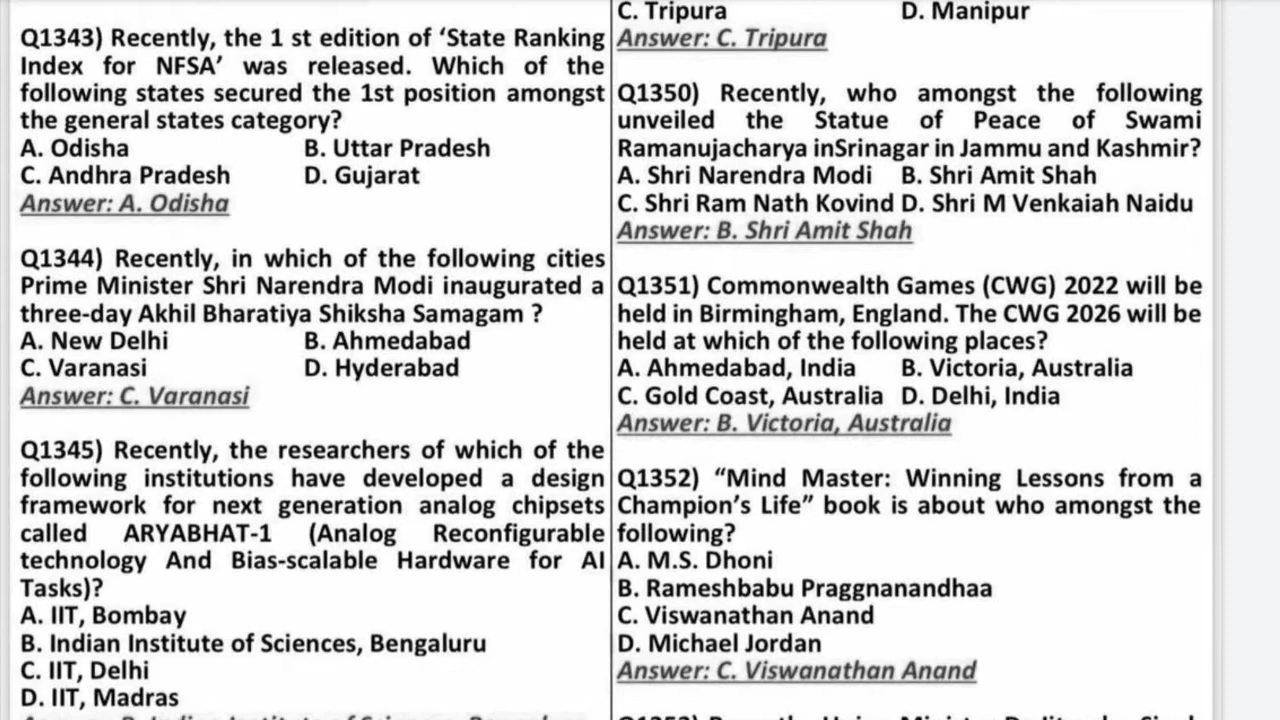 Q1343) Recently, the 1 st edition of ‘State Ranking
Index for NFSA’ was released. Which of the
following states secured the 1st position amongst
the general states category?
A. Odisha B. Uttar Pradesh
C. Andhra Pradesh D. Gujarat
Answer: A. Odisha
Q1344) Recently, in which of the following cities
Prime Minister Shri Narendra Modi inaugurated a
three-day Akhil Bharatiya Shiksha Samagam ?
A. New Delhi B. Ahmedabad
C. Varanasi D. Hyderabad
Answer: C. Varanasi
Q1345) Recently, the researchers of which of the
following institutions have developed a design
framework for next generation analog chipsets
called ARYABHAT-1 (Analog Reconfigurable
technology And Bias-scalable Hardware for AI
Tasks)?
A. IIT, Bombay
B. Indian Institute of Sciences, Bengaluru
C. IIT, Delhi
D. IIT, Madras
C. Tripura D. Manipur
Answer: C. Tripura
Q1350) Recently, who amongst the following
unveiled the Statue of Peace of Swami
Ramanujacharya inSrinagar in Jammu and Kashmir?
A. Shri Narendra Modi B. Shri Amit Shah
C. Shri Ram Nath Kovind D. Shri M Venkaiah Naidu
Answer: B. Shri Amit Shah
Q1351) Commonwealth Games (CWG) 2022 will be
held in Birmingham, England. The CWG 2026 will be
held at which of the following places?
A. Ahmedabad, India B. Victoria, Australia
C. Gold Coast, Australia D. Delhi, India
Answer: B. Victoria, Australia
Q1352) “Mind Master: Winning Lessons from a
Champion’s Life” book is about who amongst the
following?
A. M.S. Dhoni
B. Rameshbabu Praggnanandhaa
C. Viswanathan Anand
D. Michael Jordan
Answer: C. Viswanathan Anand